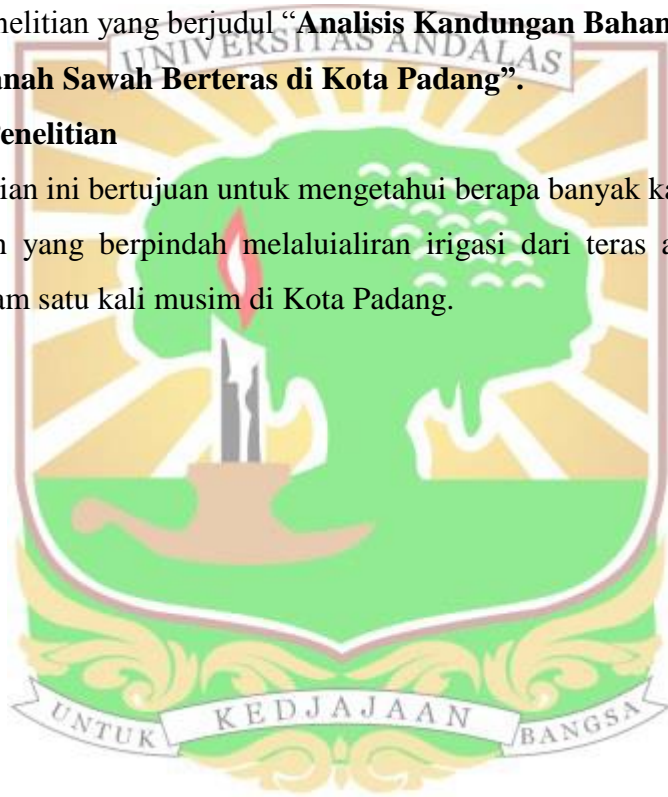 nelitian yang berjudul “Analisis Kandungan Bahan
UNIVERSITAS ANDALAS
anah Sawah Berteras di Kota Padang”.
Penelitian
ian ini bertujuan untuk mengetahui berapa banyak ka
n yang berpindah melaluialiran irigasi dari teras a
am satu kali musim di Kota Padang.
UNTUK KEDJAJAAN BANGSA